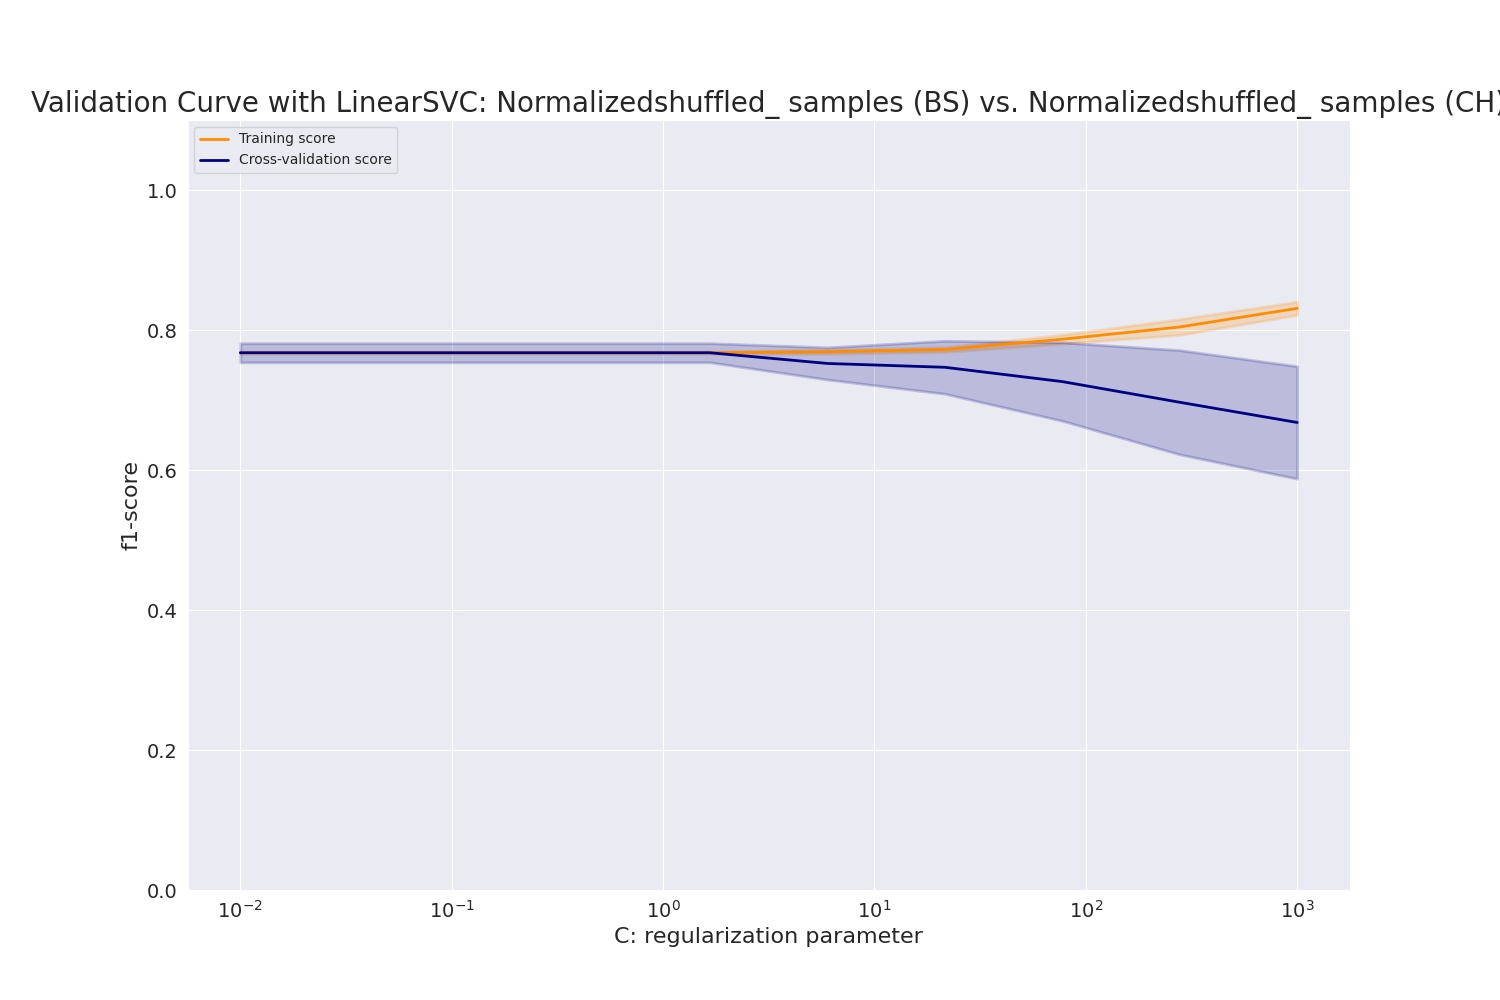 Validation Curve with LinearSVC: Normalizedshuffled_ samples (BS) vs. Normalizedshuffled_ samples (CH)
Training score
Cross-validation score
1.0
0.8
0.6
0.4
0.2
0.0
f1-score
10⁻² 10⁻¹ 10⁰ 10¹ 10² 10³
C: regularization parameter